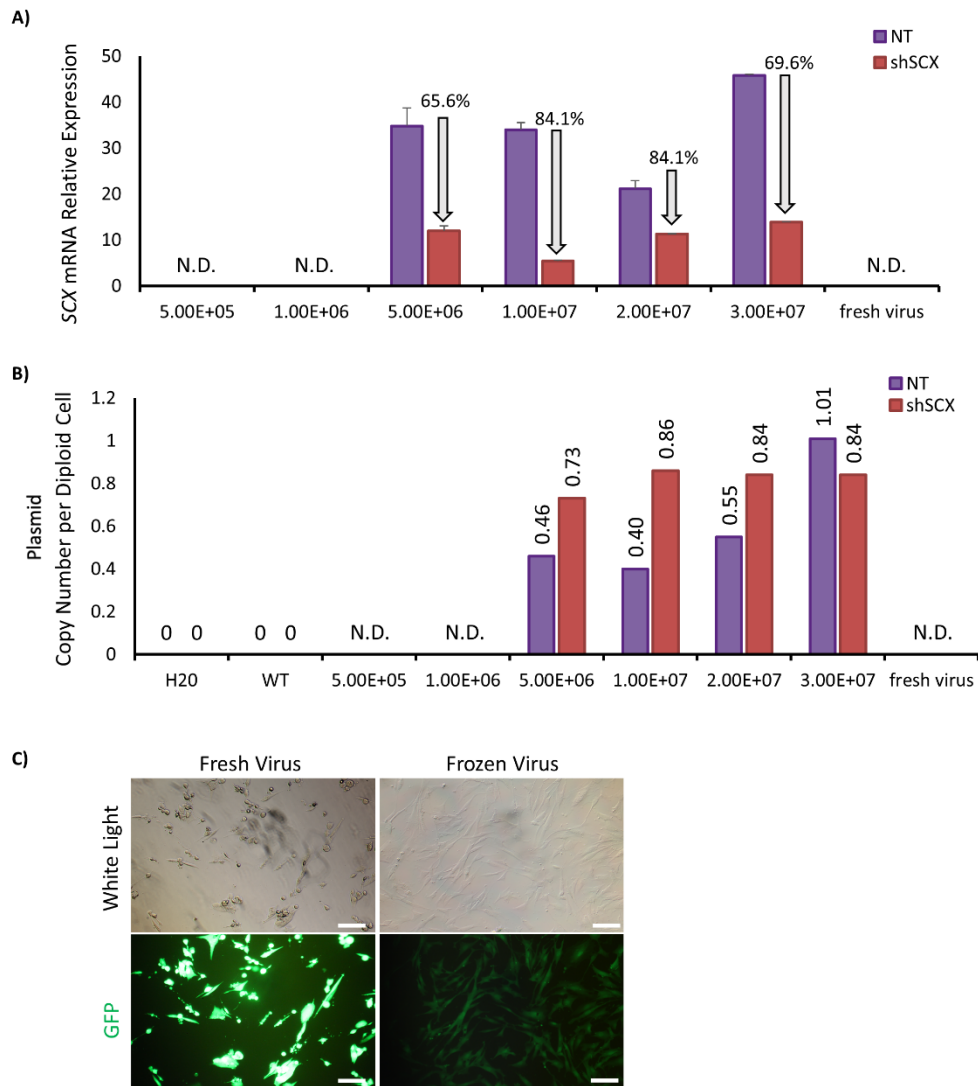 A)
SCX mRNA Relative Expression
50
40
30
20
10
0
NT
shSCX
65.6%
84.1%
84.1%
69.6%
N.D.
N.D.
N.D.
5.00E+05
1.00E+06
5.00E+06
1.00E+07
2.00E+07
3.00E+07
fresh virus
B)
Plasmid
Copy Number per Diploid Cell
1.2
1
0.8
0.6
0.4
0.2
0
NT
shSCX
0
0
0
0
N.D.
N.D.
0.46
0.73
0.40
0.86
0.55
0.84
1.01
0.84
N.D.
H20
WT
5.00E+05
1.00E+06
5.00E+06
1.00E+07
2.00E+07
3.00E+07
fresh virus
C)
Fresh Virus
Frozen Virus
White Light
GFP